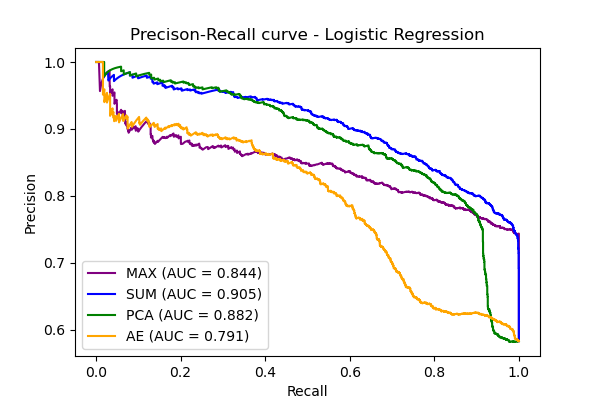 Precison-Recall curve - Logistic Regression
1.0
0.9
0.8
0.7
0.6
Precision
MAX (AUC = 0.844)
SUM (AUC = 0.905)
PCA (AUC = 0.882)
AE (AUC = 0.791)
0.0 0.2 0.4 0.6 0.8 1.0
Recall